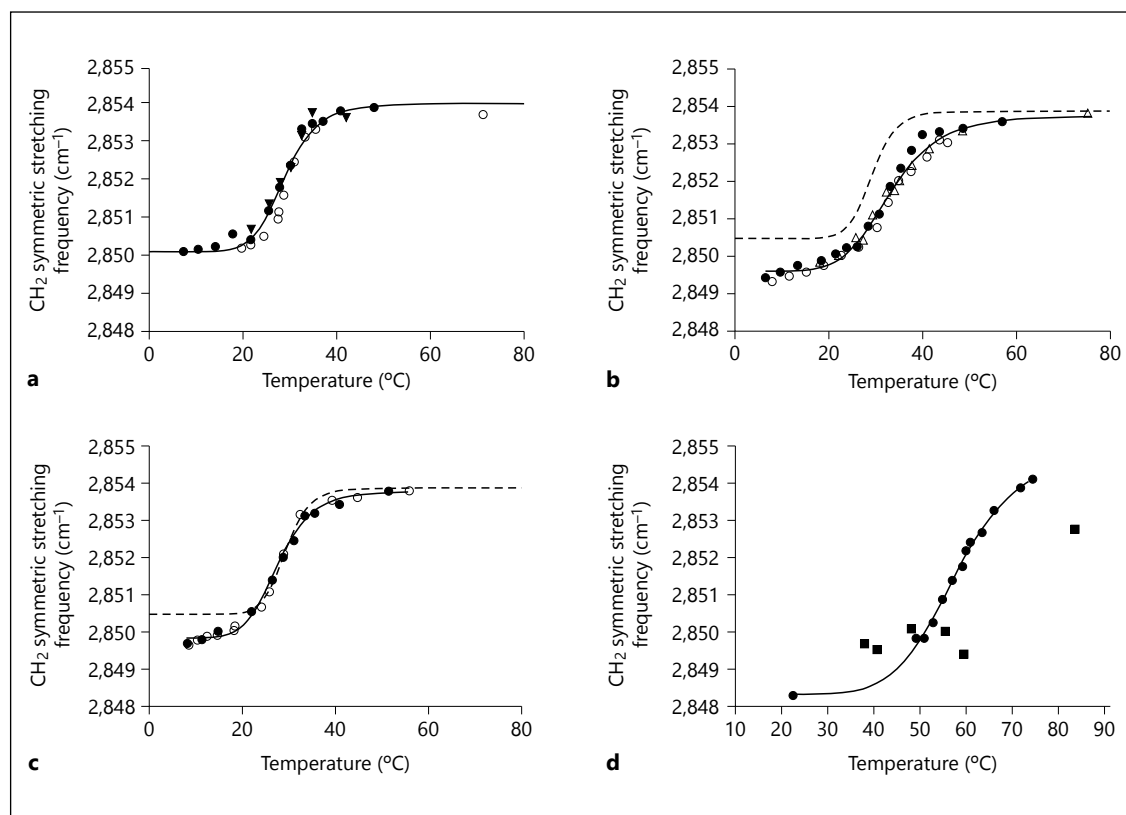 CH₂ symmetric stretching
frequency (cm⁻¹)
2,855
2,854
2,853
2,852
2,851
2,850
2,849
2,848
0 20 40 60 80
Temperature (ºC)
a
CH₂ symmetric stretching
frequency (cm⁻¹)
2,855
2,854
2,853
2,852
2,851
2,850
2,849
2,848
0 20 40 60 80
Temperature (ºC)
b
CH₂ symmetric stretching
frequency (cm⁻¹)
2,855
2,854
2,853
2,852
2,851
2,850
2,849
2,848
0 20 40 60 80
Temperature (ºC)
c
CH₂ symmetric stretching
frequency (cm⁻¹)
2,855
2,854
2,853
2,852
2,851
2,850
2,849
2,848
10 20 30 40 50 60 70 80 90
Temperature (ºC)
d